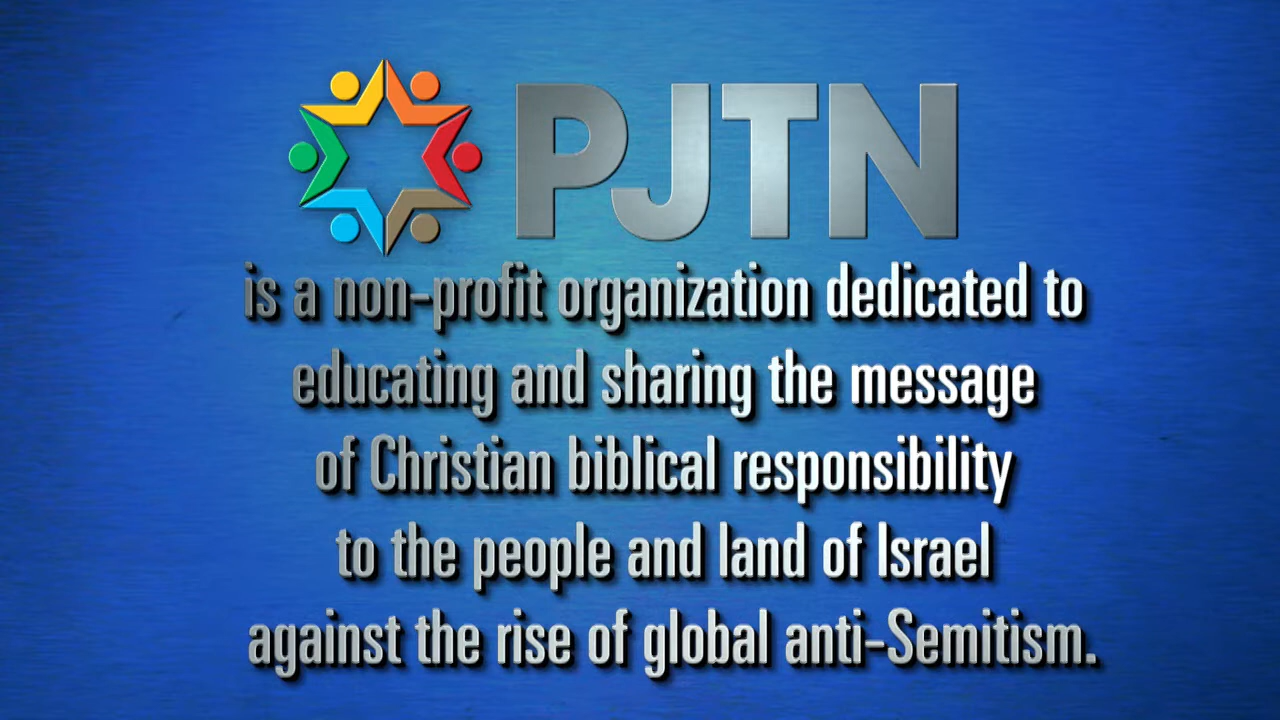 PJTN
is a non-profit organization dedicated to
educating and sharing the message
of Christian biblical responsibility
to the people and land of Israel
against the rise of global anti-Semitism.